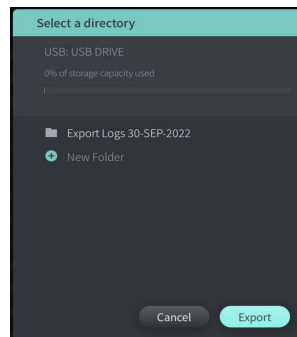 Select a directory
USB: USB DRIVE
0% of storage capacity used
Export Logs 30-SEP-2022
New Folder
Cancel
Export